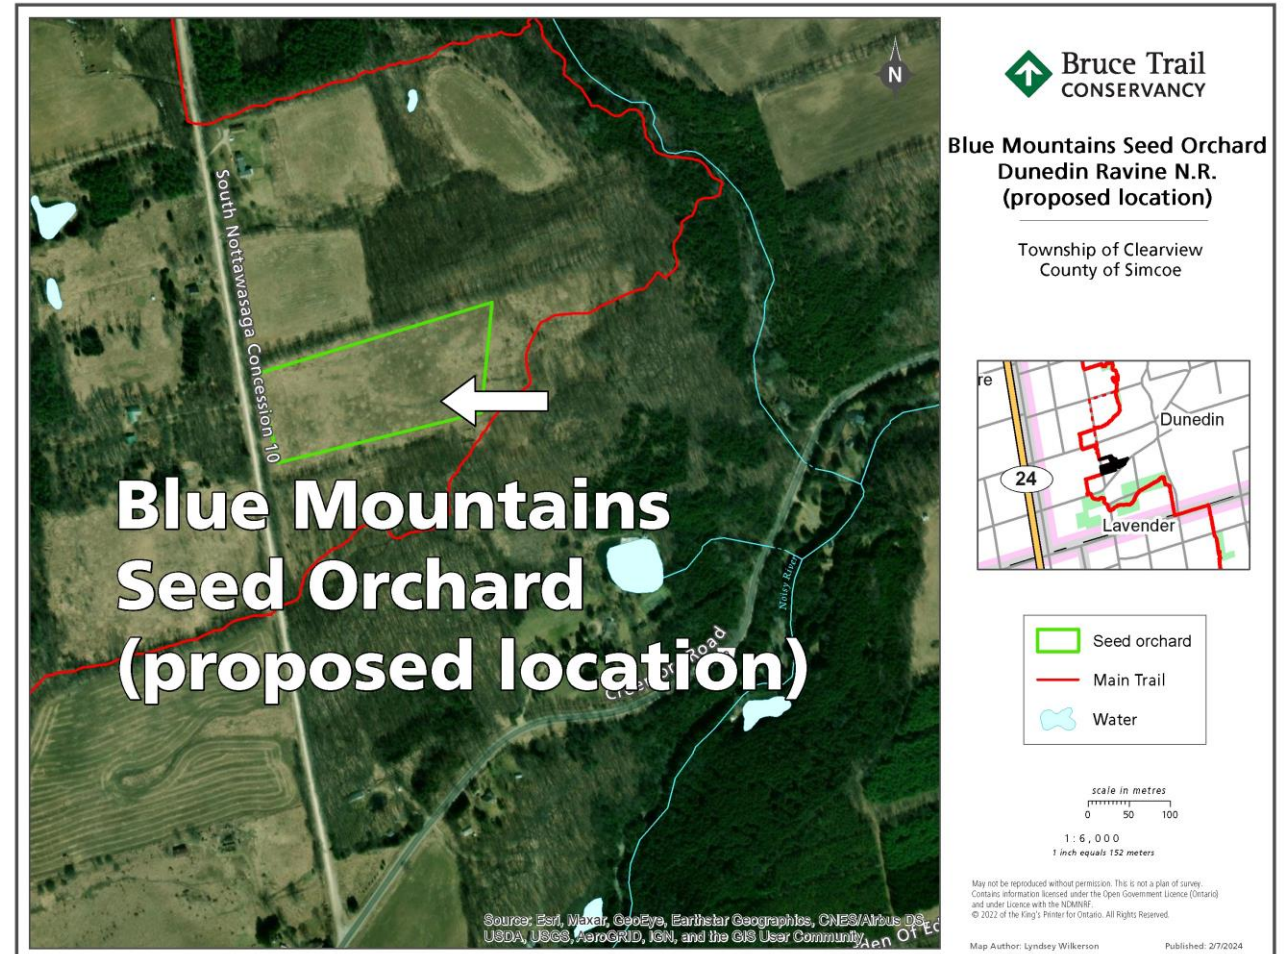 N
South Nottawasaga Concession 10
Blue Mountains
Seed Orchard
(proposed location)
Noisy River
Road
Source: Esri, Maxar, GeoEye, Earthstar Geographics, CNES/Airbus DS,
USDA, USGS, AeroGRID, IGN, and the GIS User Community
Of
Bruce Trail
CONSERVANCY
Blue Mountains Seed Orchard
Dunedin Ravine N.R.
(proposed location)
Township of Clearview
County of Simcoe
re
Dunedin
24
Lavender
Seed orchard
Main Trail
Water
scale in metres
0 50 100
1:6,000
1 inch equals 152 meters
May not be reproduced without permission. This is not a plan of survey.
Contains information licensed under the Open Government Licence (Ontario)
and under Licence with the NDMNRF.
© 2022 of the King's Printer for Ontario. All Rights Reserved.
Map Author: Lyndsey Wilkerson Published: 2/7/2024